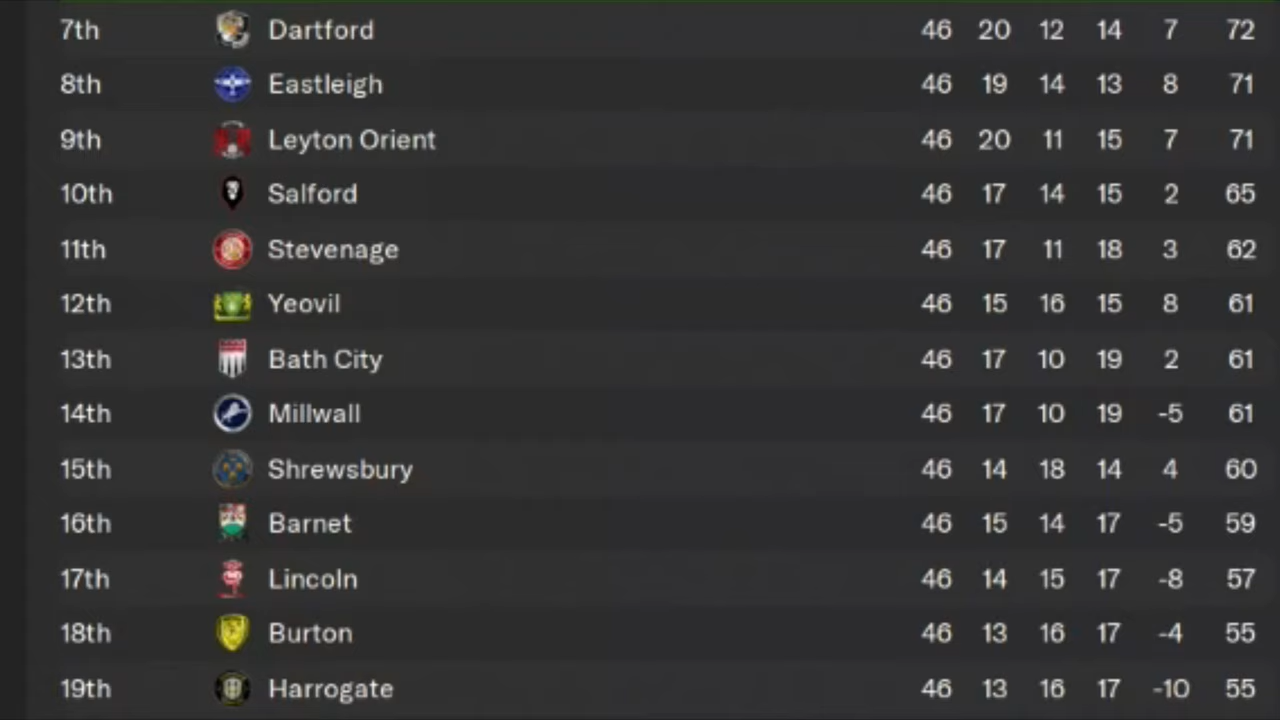 7th Dartford 46 20 12 14 7 72
8th Eastleigh 46 19 14 13 8 71
9th Leyton Orient 46 20 11 15 7 71
10th Salford 46 17 14 15 2 65
11th Stevenage 46 17 11 18 3 62
12th Yeovil 46 15 16 15 8 61
13th Bath City 46 17 10 19 2 61
14th Millwall 46 17 10 19 -5 61
15th Shrewsbury 46 14 18 14 4 60
16th Barnet 46 15 14 17 -5 59
17th Lincoln 46 14 15 17 -8 57
18th Burton 46 13 16 17 -4 55
19th Harrogate 46 13 16 17 -10 55